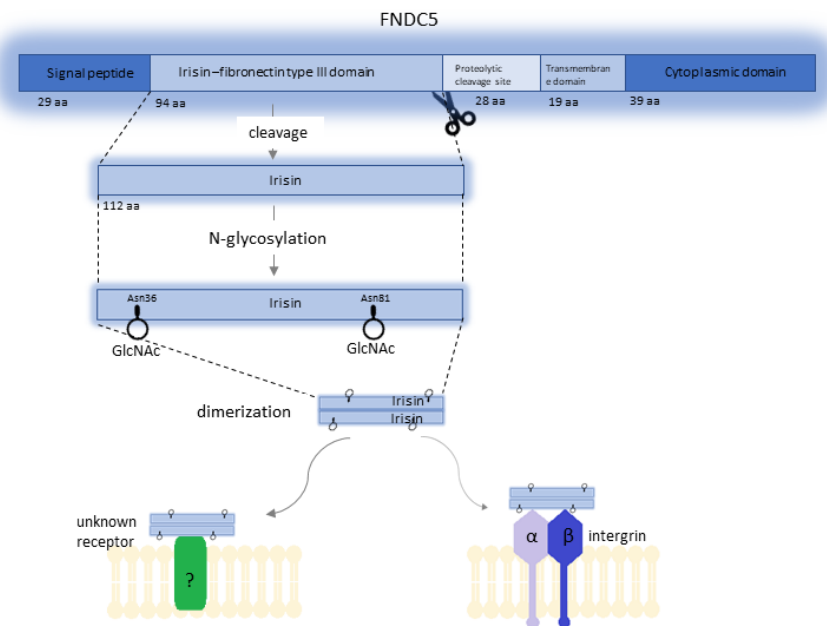 FNDC5
Signal peptide
Irisin–fibronectin type III domain
Proteolytic
cleavage site
Transmembran
e domain
Cytoplasmic domain
29 aa
94 aa
28 aa
19 aa
39 aa
cleavage
Irisin
112 aa
N-glycosylation
Asn36
Irisin
Asn81
GlcNAc
GlcNAc
dimerization
Irisin
Irisin
unknown
receptor
?
α
β
intergrin